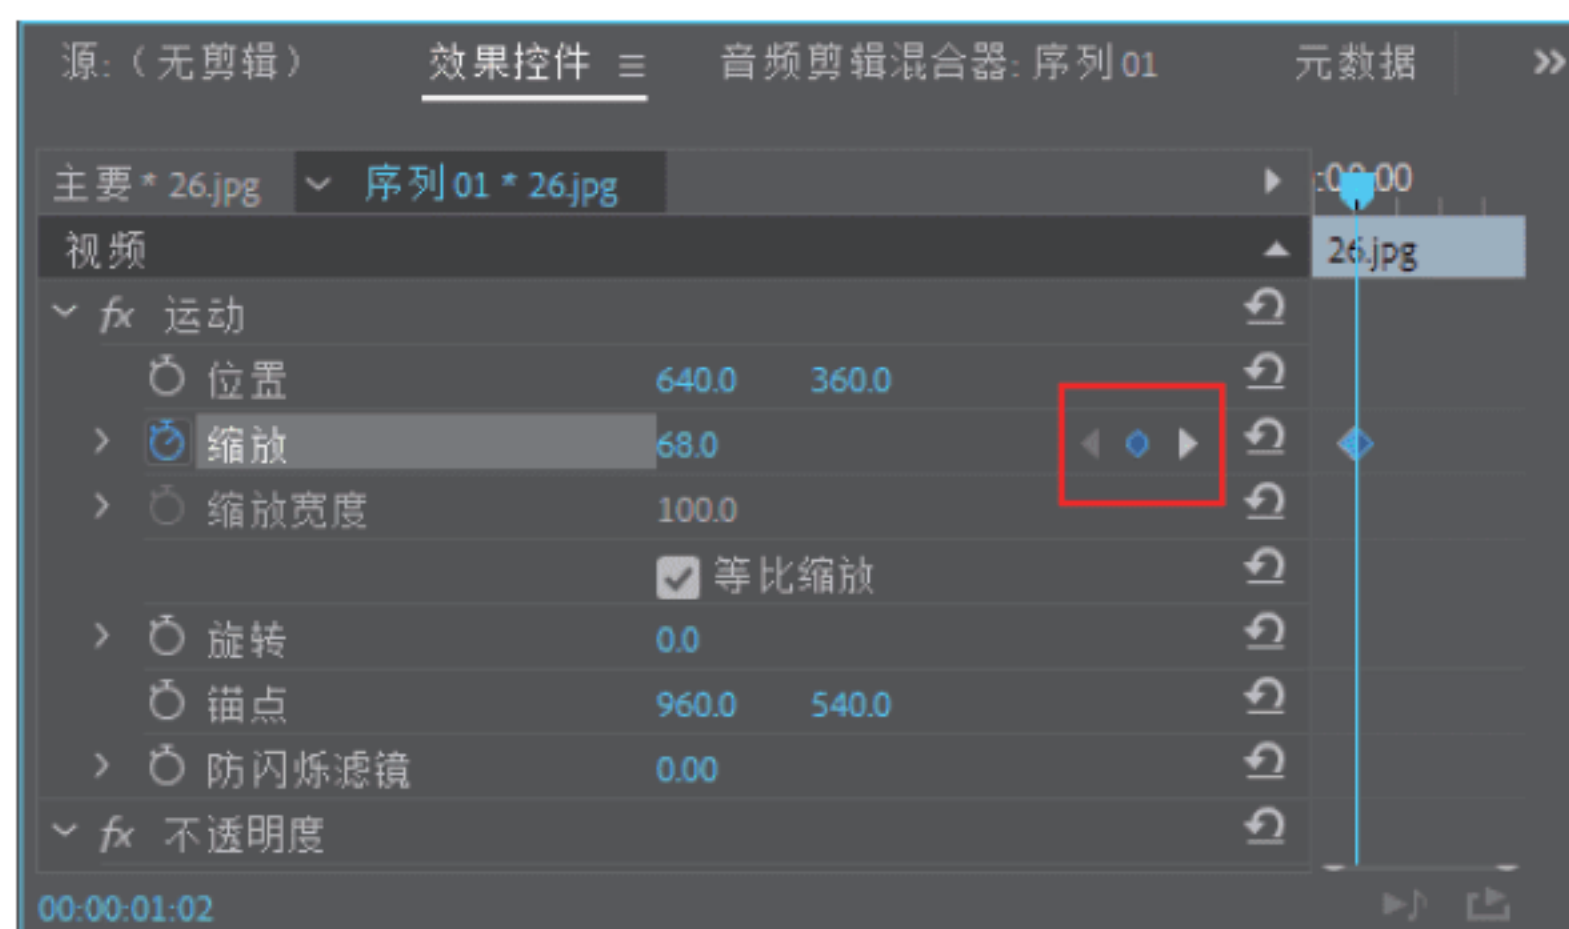 源:（无剪辑） 效果控件 ≡ 音频剪辑混合器: 序列 01 元数据 »
主要 * 26.jpg 序列 01 * 26.jpg :00:00
视频 26.jpg
fx 运动
位置 640.0 360.0
缩放 68.0
缩放宽度 100.0
等比缩放
旋转 0.0
锚点 960.0 540.0
防闪烁滤镜 0.00
fx 不透明度
00:00:01:02